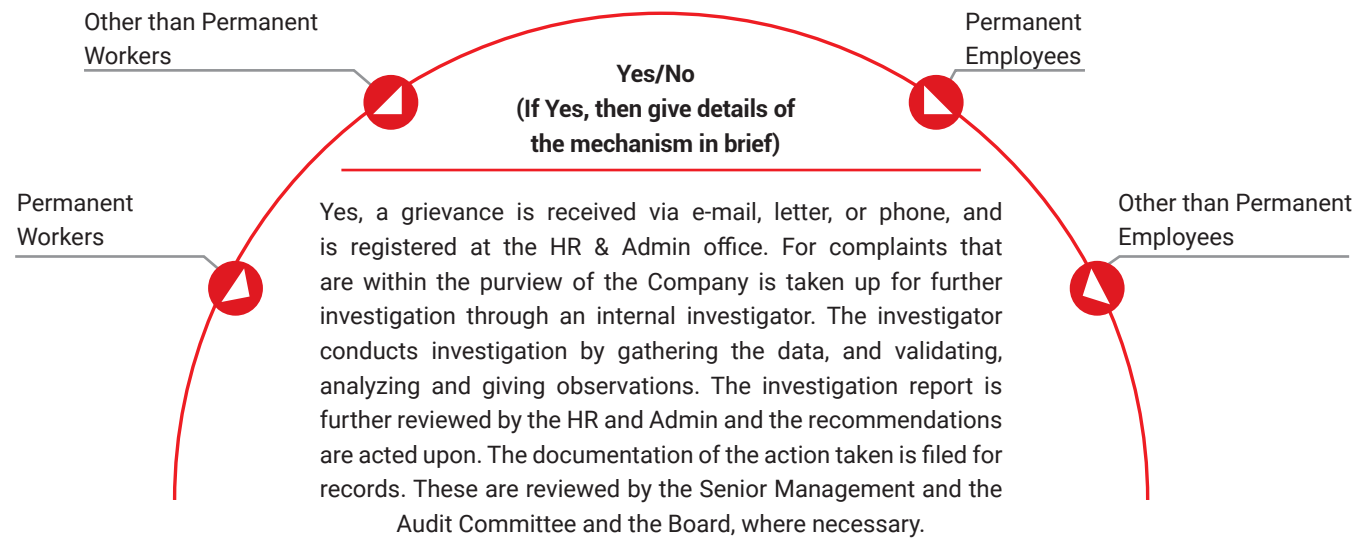 Other than Permanent
Workers
Permanent
Employees
Yes/No
(If Yes, then give details of
the mechanism in brief)
Permanent
Workers
Other than Permanent
Employees
Yes, a grievance is received via e-mail, letter, or phone, and
is registered at the HR & Admin office. For complaints that
are within the purview of the Company is taken up for further
investigation through an internal investigator. The investigator
conducts investigation by gathering the data, and validating,
analyzing and giving observations. The investigation report is
further reviewed by the HR and Admin and the recommendations
are acted upon. The documentation of the action taken is filed for
records. These are reviewed by the Senior Management and the
Audit Committee and the Board, where necessary.